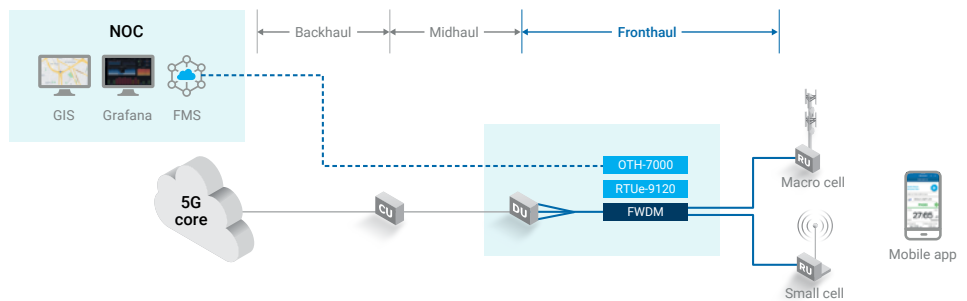 NOC
Backhaul
Midhaul
Fronthaul
GIS
Grafana
FMS
OTH-7000
RTUe-9120
FWDM
5G
core
CU
DU
RU
Macro cell
RU
Small cell
27.65
Mobile app